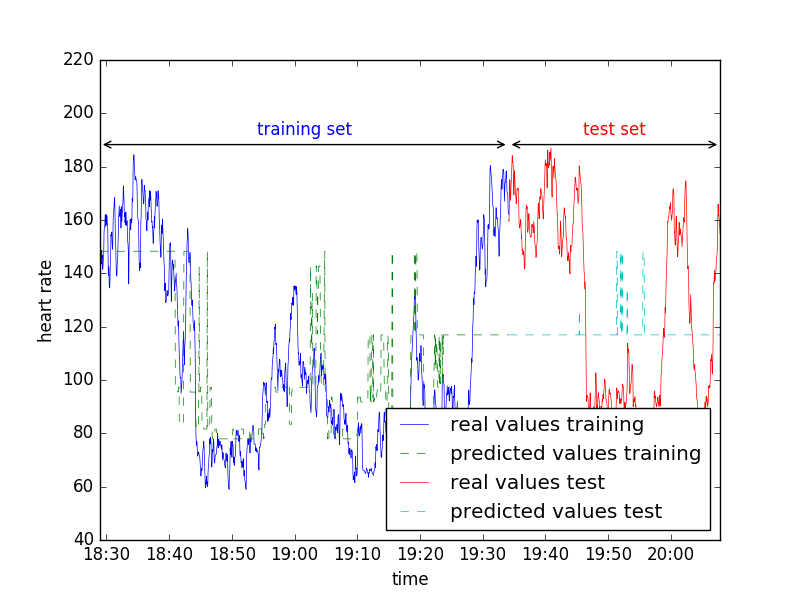 220
200
180
160
140
120
100
80
60
40
heart rate
training set
test set
real values training
predicted values training
real values test
predicted values test
18:30 18:40 18:50 19:00 19:10 19:20 19:30 19:40 19:50 20:00
time